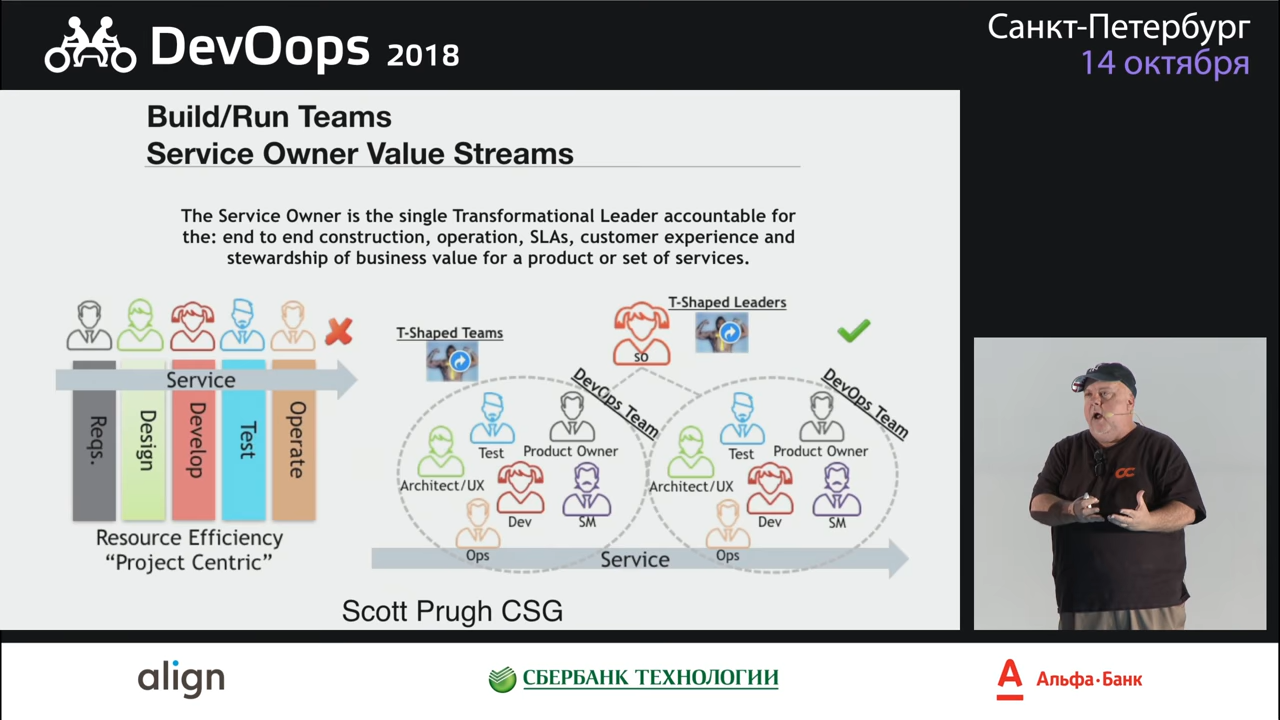 DevOops 2018
Санкт-Петербург
14 октября
Build/Run Teams
Service Owner Value Streams
The Service Owner is the single Transformational Leader accountable for
the: end to end construction, operation, SLAs, customer experience and
stewardship of business value for a product or set of services.
Service
Reqs.
Design
Develop
Test
Operate
Resource Efficiency
“Project Centric”
T-Shaped Teams
T-Shaped Leaders
SO
DevOps Team
Test
Product Owner
Architect/UX
Dev
SM
Ops
DevOps Team
Test
Product Owner
Architect/UX
Dev
SM
Ops
Service
Scott Prugh CSG
align
СБЕРБАНК ТЕХНОЛОГИИ
А
Альфа·Банк